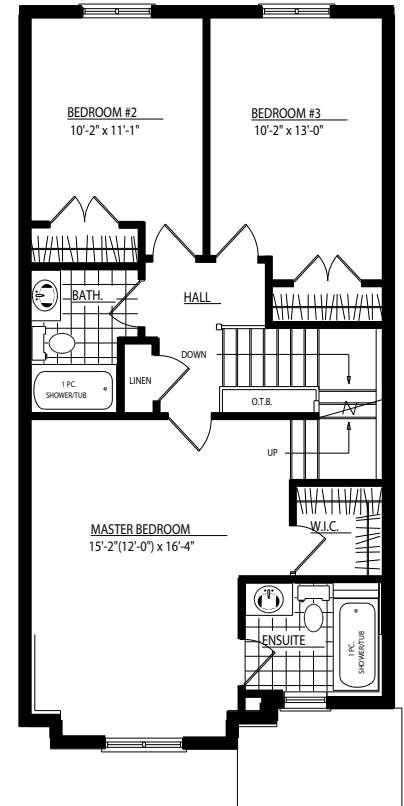 BEDROOM #2
10'-2" x 11'-1"
BEDROOM #3
10'-2" x 13'-0"
BATH.
HALL
DOWN
LINEN
1 PC.
SHOWER/TUB
O.T.B.
UP
MASTER BEDROOM
15'-2"(12'-0") x 16'-4"
W.I.C.
ENSUITE
1 PC.
SHOWER/TUB